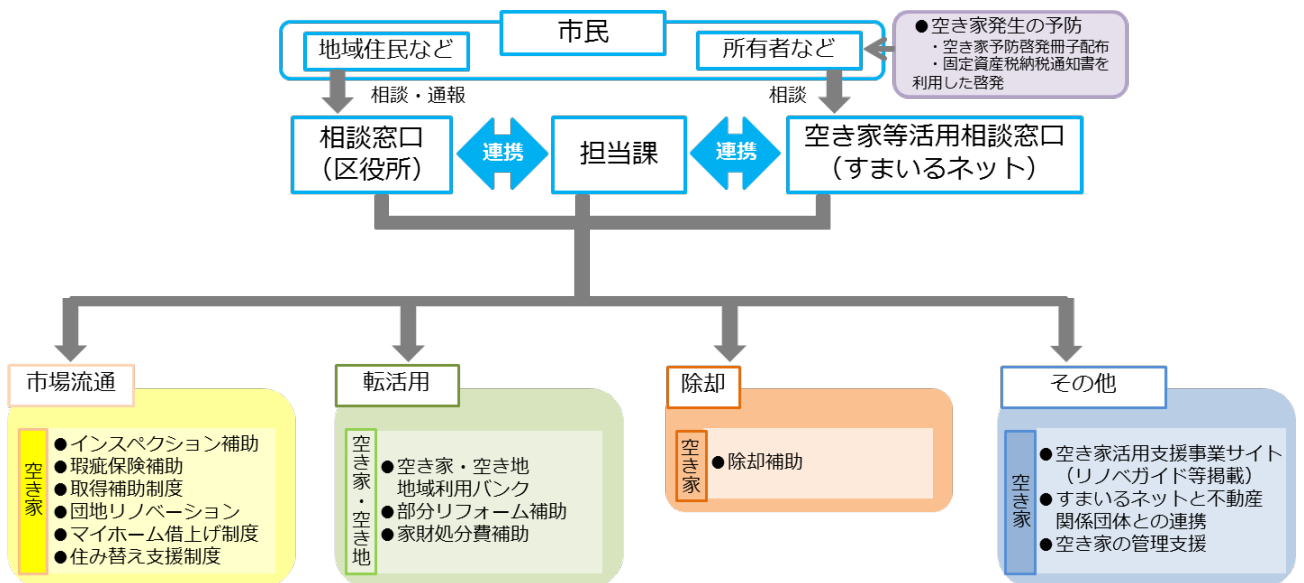 市民
地域住民など
所有者など
●空き家発生の予防
・空き家予防啓発冊子配布
・固定資産税納税通知書を
利用した啓発
相談・通報
相談
相談窓口
（区役所）
連携
担当課
連携
空き家等活用相談窓口
（すまいるネット）
市場流通
空き家
●インスペクション補助
●瑕疵保険補助
●取得補助制度
●団地リノベーション
●マイホーム借上げ制度
●住み替え支援制度
転活用
空き家・空き地
●空き家・空き地
地域利用バンク
●部分リフォーム補助
●家財処分費補助
除却
空き家
●除却補助
その他
空き家
●空き家活用支援事業サイト
（リノベガイド等掲載）
●すまいるネットと不動産
関係団体との連携
●空き家の管理支援